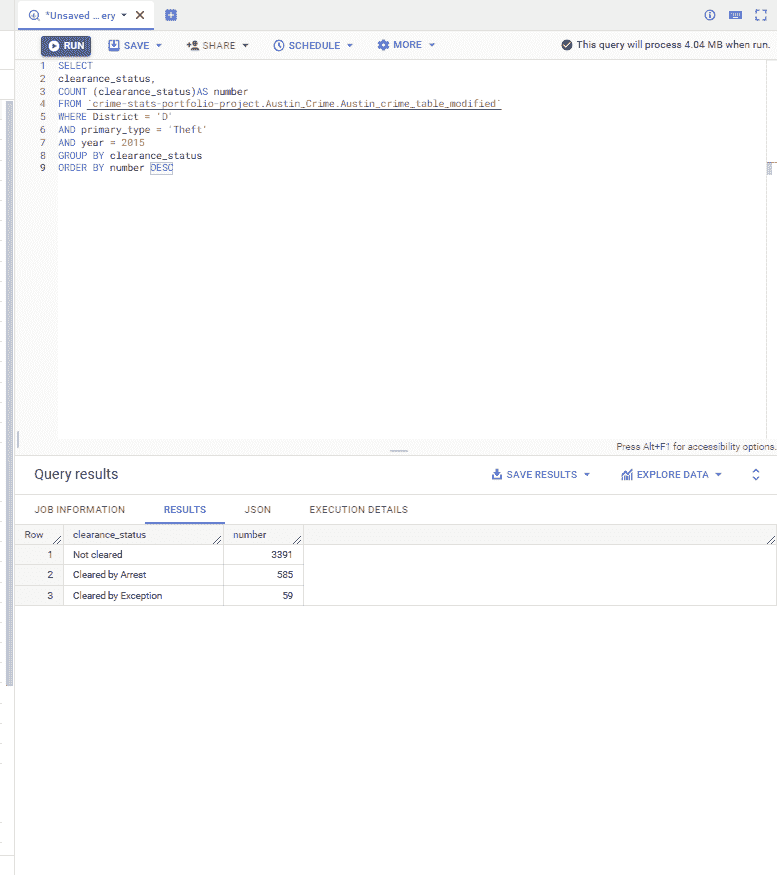 *Unsaved ...ery
RUN SAVE SHARE SCHEDULE MORE This query will process 4.04 MB when run.
1 SELECT
2 clearance_status,
3 COUNT (clearance_status)AS number
4 FROM `crime-stats-portfolio-project.Austin_Crime.Austin_crime_table_modified`
5 WHERE District = 'D'
6 AND primary_type = 'Theft'
7 AND year = 2015
8 GROUP BY clearance_status
9 ORDER BY number DESC
Press Alt+F1 for accessibility options.
Query results SAVE RESULTS EXPLORE DATA
JOB INFORMATION RESULTS JSON EXECUTION DETAILS
Row clearance_status number
1 Not cleared 3391
2 Cleared by Arrest 585
3 Cleared by Exception 59